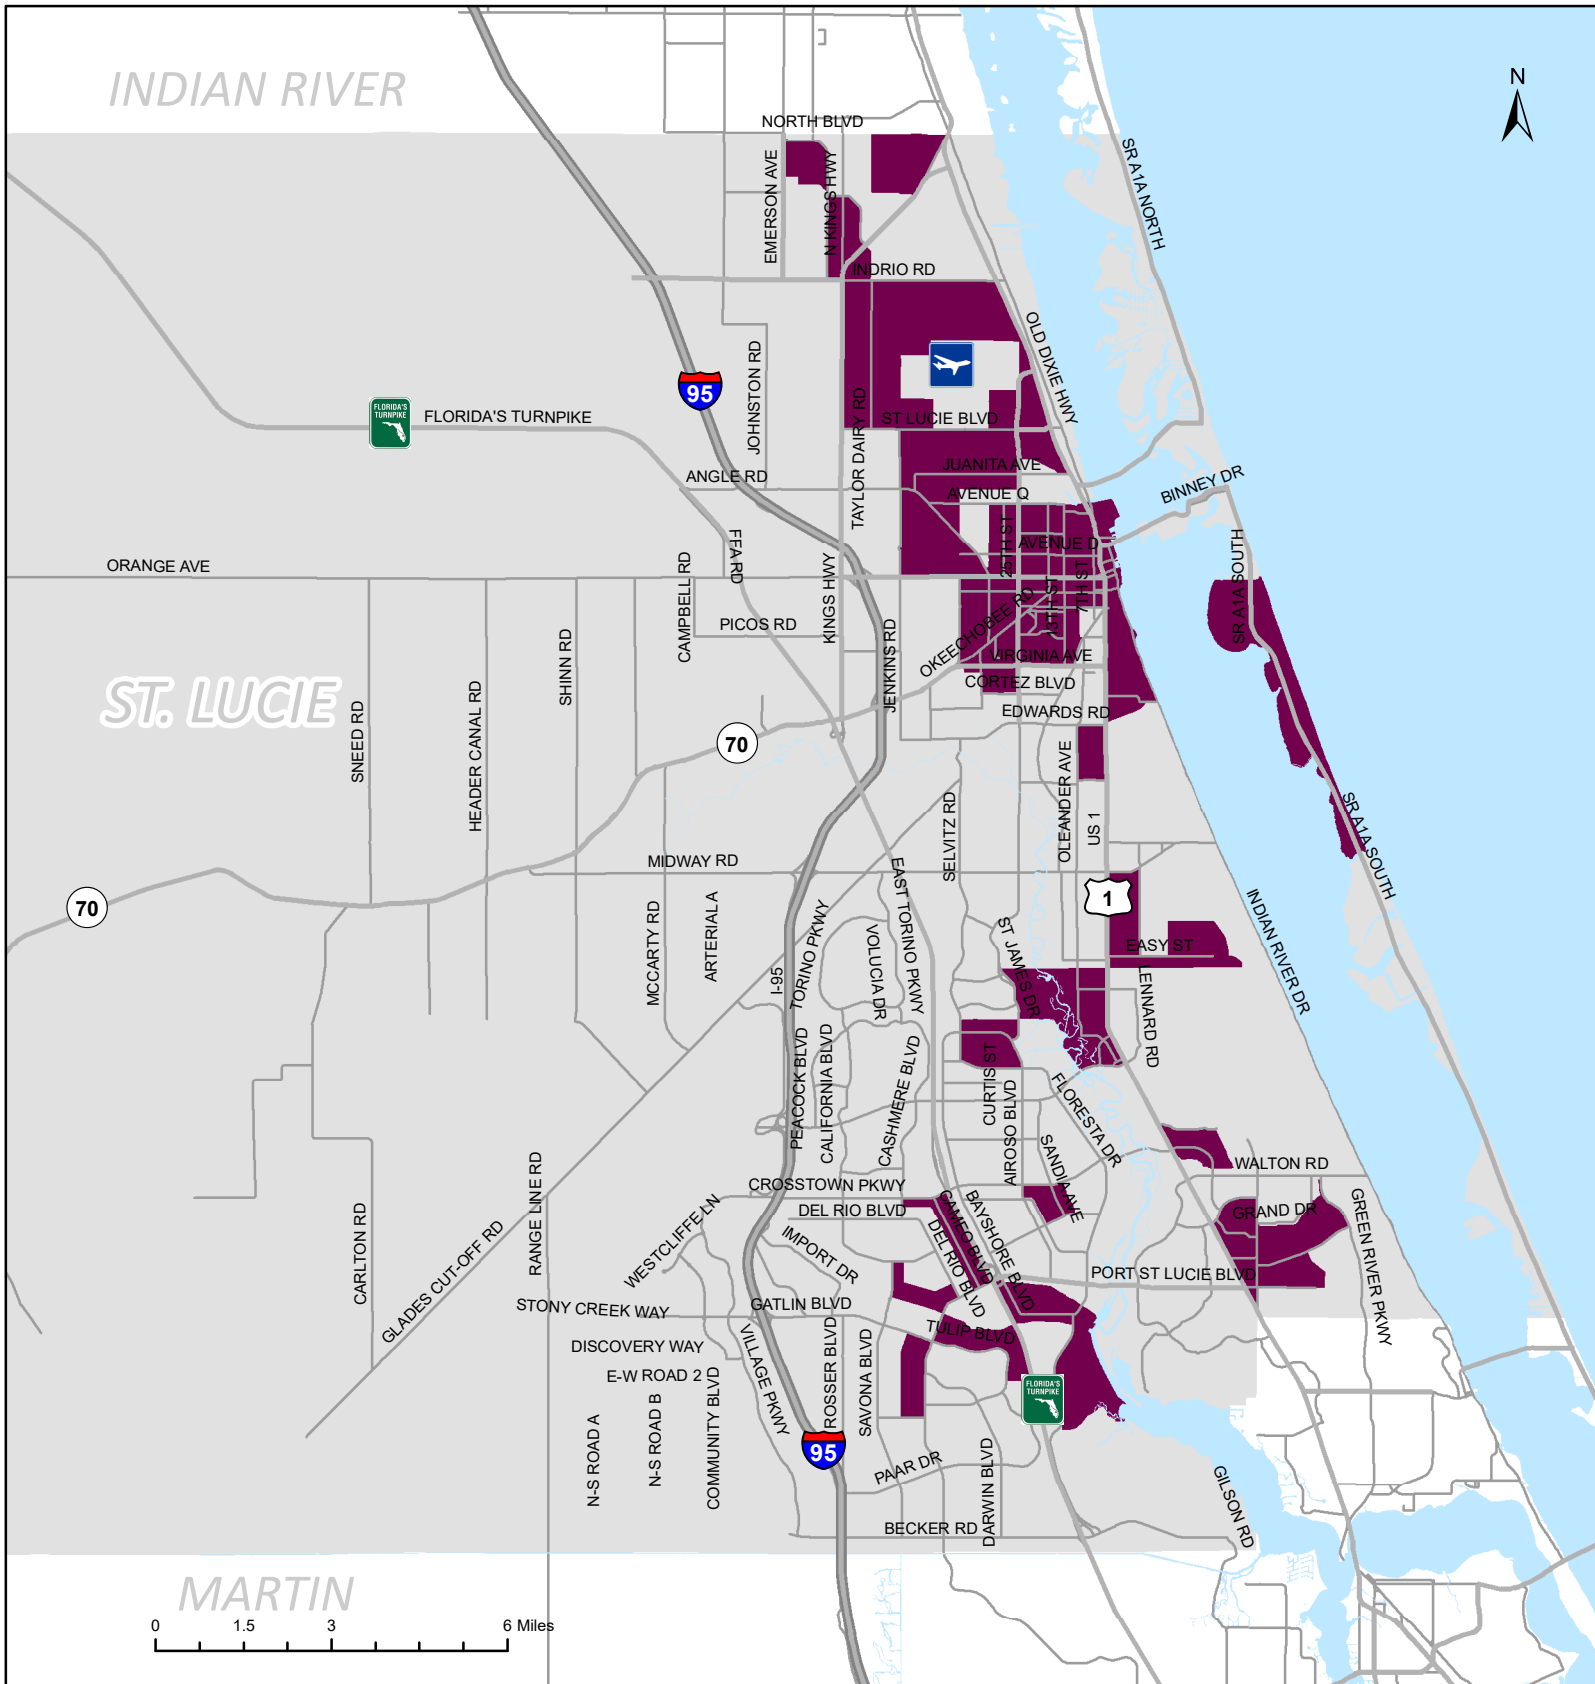 INDIAN RIVER
N
NORTH BLVD
EMERSON AVE
N KINGS HWY
SR A1A NORTH
INDRIO RD
OLD DIXIE HWY
JOHNSTON RD
95
FLORIDA'S
TURNPIKE
FLORIDA'S TURNPIKE
TAYLOR DAIRY RD
ST LUCIE BLVD
JUANITA AVE
ANGLE RD
AVENUE Q
BINNEY DR
FFA RD
25TH ST
AVENUE D
SR A1A SOUTH
ORANGE AVE
CAMPBELL RD
KINGS HWY
13TH ST
7TH ST
PICOS RD
OKEECHOBEE RD
JENKINS RD
VIRGINIA AVE
CORTEZ BLVD
ST. LUCIE
SNEED RD
HEADER CANAL RD
SHINN RD
EDWARDS RD
70
OLEANDER AVE
US 1
SELVITZ RD
SR A1A SOUTH
MIDWAY RD
EAST TORINO PKWY
70
1
MCCARTY RD
ARTERIAL A
I-95
TORINO PKWY
VOLUCIA DR
ST JAMES DR
EASY ST
LENNARD RD
INDIAN RIVER DR
PEACOCK BLVD
CALIFORNIA BLVD
CASHMERE BLVD
CURTIS ST
AIROSO BLVD
FLORESTA DR
SANDIA AVE
WALTON RD
RANGE LINE RD
CROSSTOWN PKWY
DEL RIO BLVD
CAMEO BLVD
BAYSHORE BLVD
DEL RIO BLVD
GRAND DR
GREEN RIVER PKWY
CARLTON RD
GLADES CUT-OFF RD
WESTCLIFFE LN
IMPORT DR
PORT ST LUCIE BLVD
STONY CREEK WAY
GATLIN BLVD
TULIP BLVD
DISCOVERY WAY
E-W ROAD 2
VILLAGE PKWY
ROSSER BLVD
SAVONA BLVD
FLORIDA'S
TURNPIKE
N-S ROAD A
N-S ROAD B
COMMUNITY BLVD
95
PAAR DR
DARWIN BLVD
GILSON RD
BECKER RD
MARTIN
0 1.5 3 6 Miles